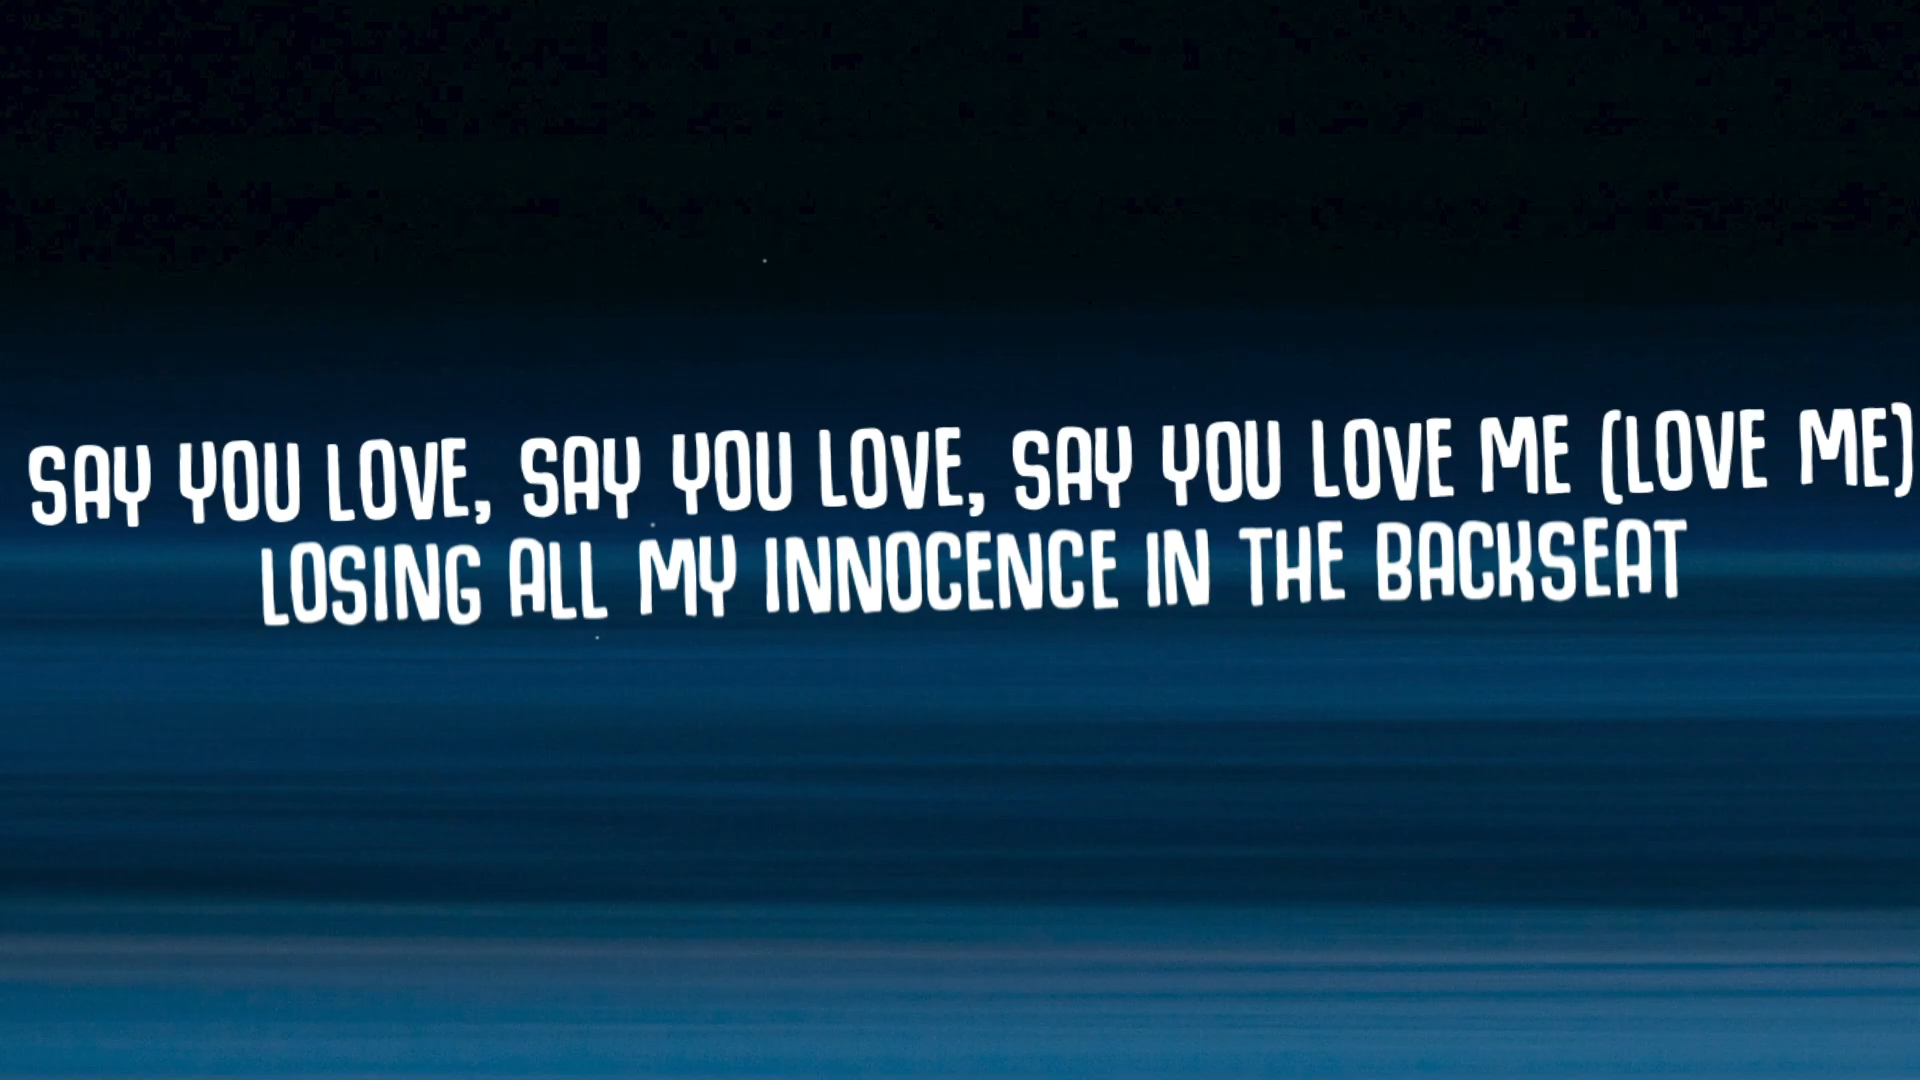 SAY YOU LOVE, SAY YOU LOVE, SAY YOU LOVE ME (LOVE ME)
LOSING ALL MY INNOCENCE IN THE BACKSEAT